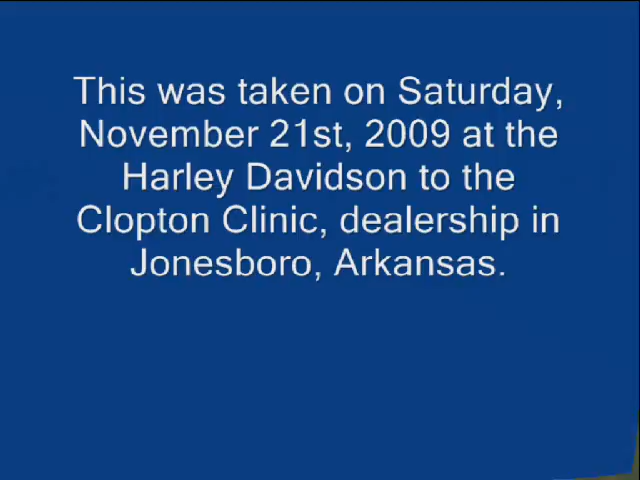 This was taken on Saturday,
November 21st, 2009 at the
Harley Davidson to the
Clopton Clinic, dealership in
Jonesboro, Arkansas.